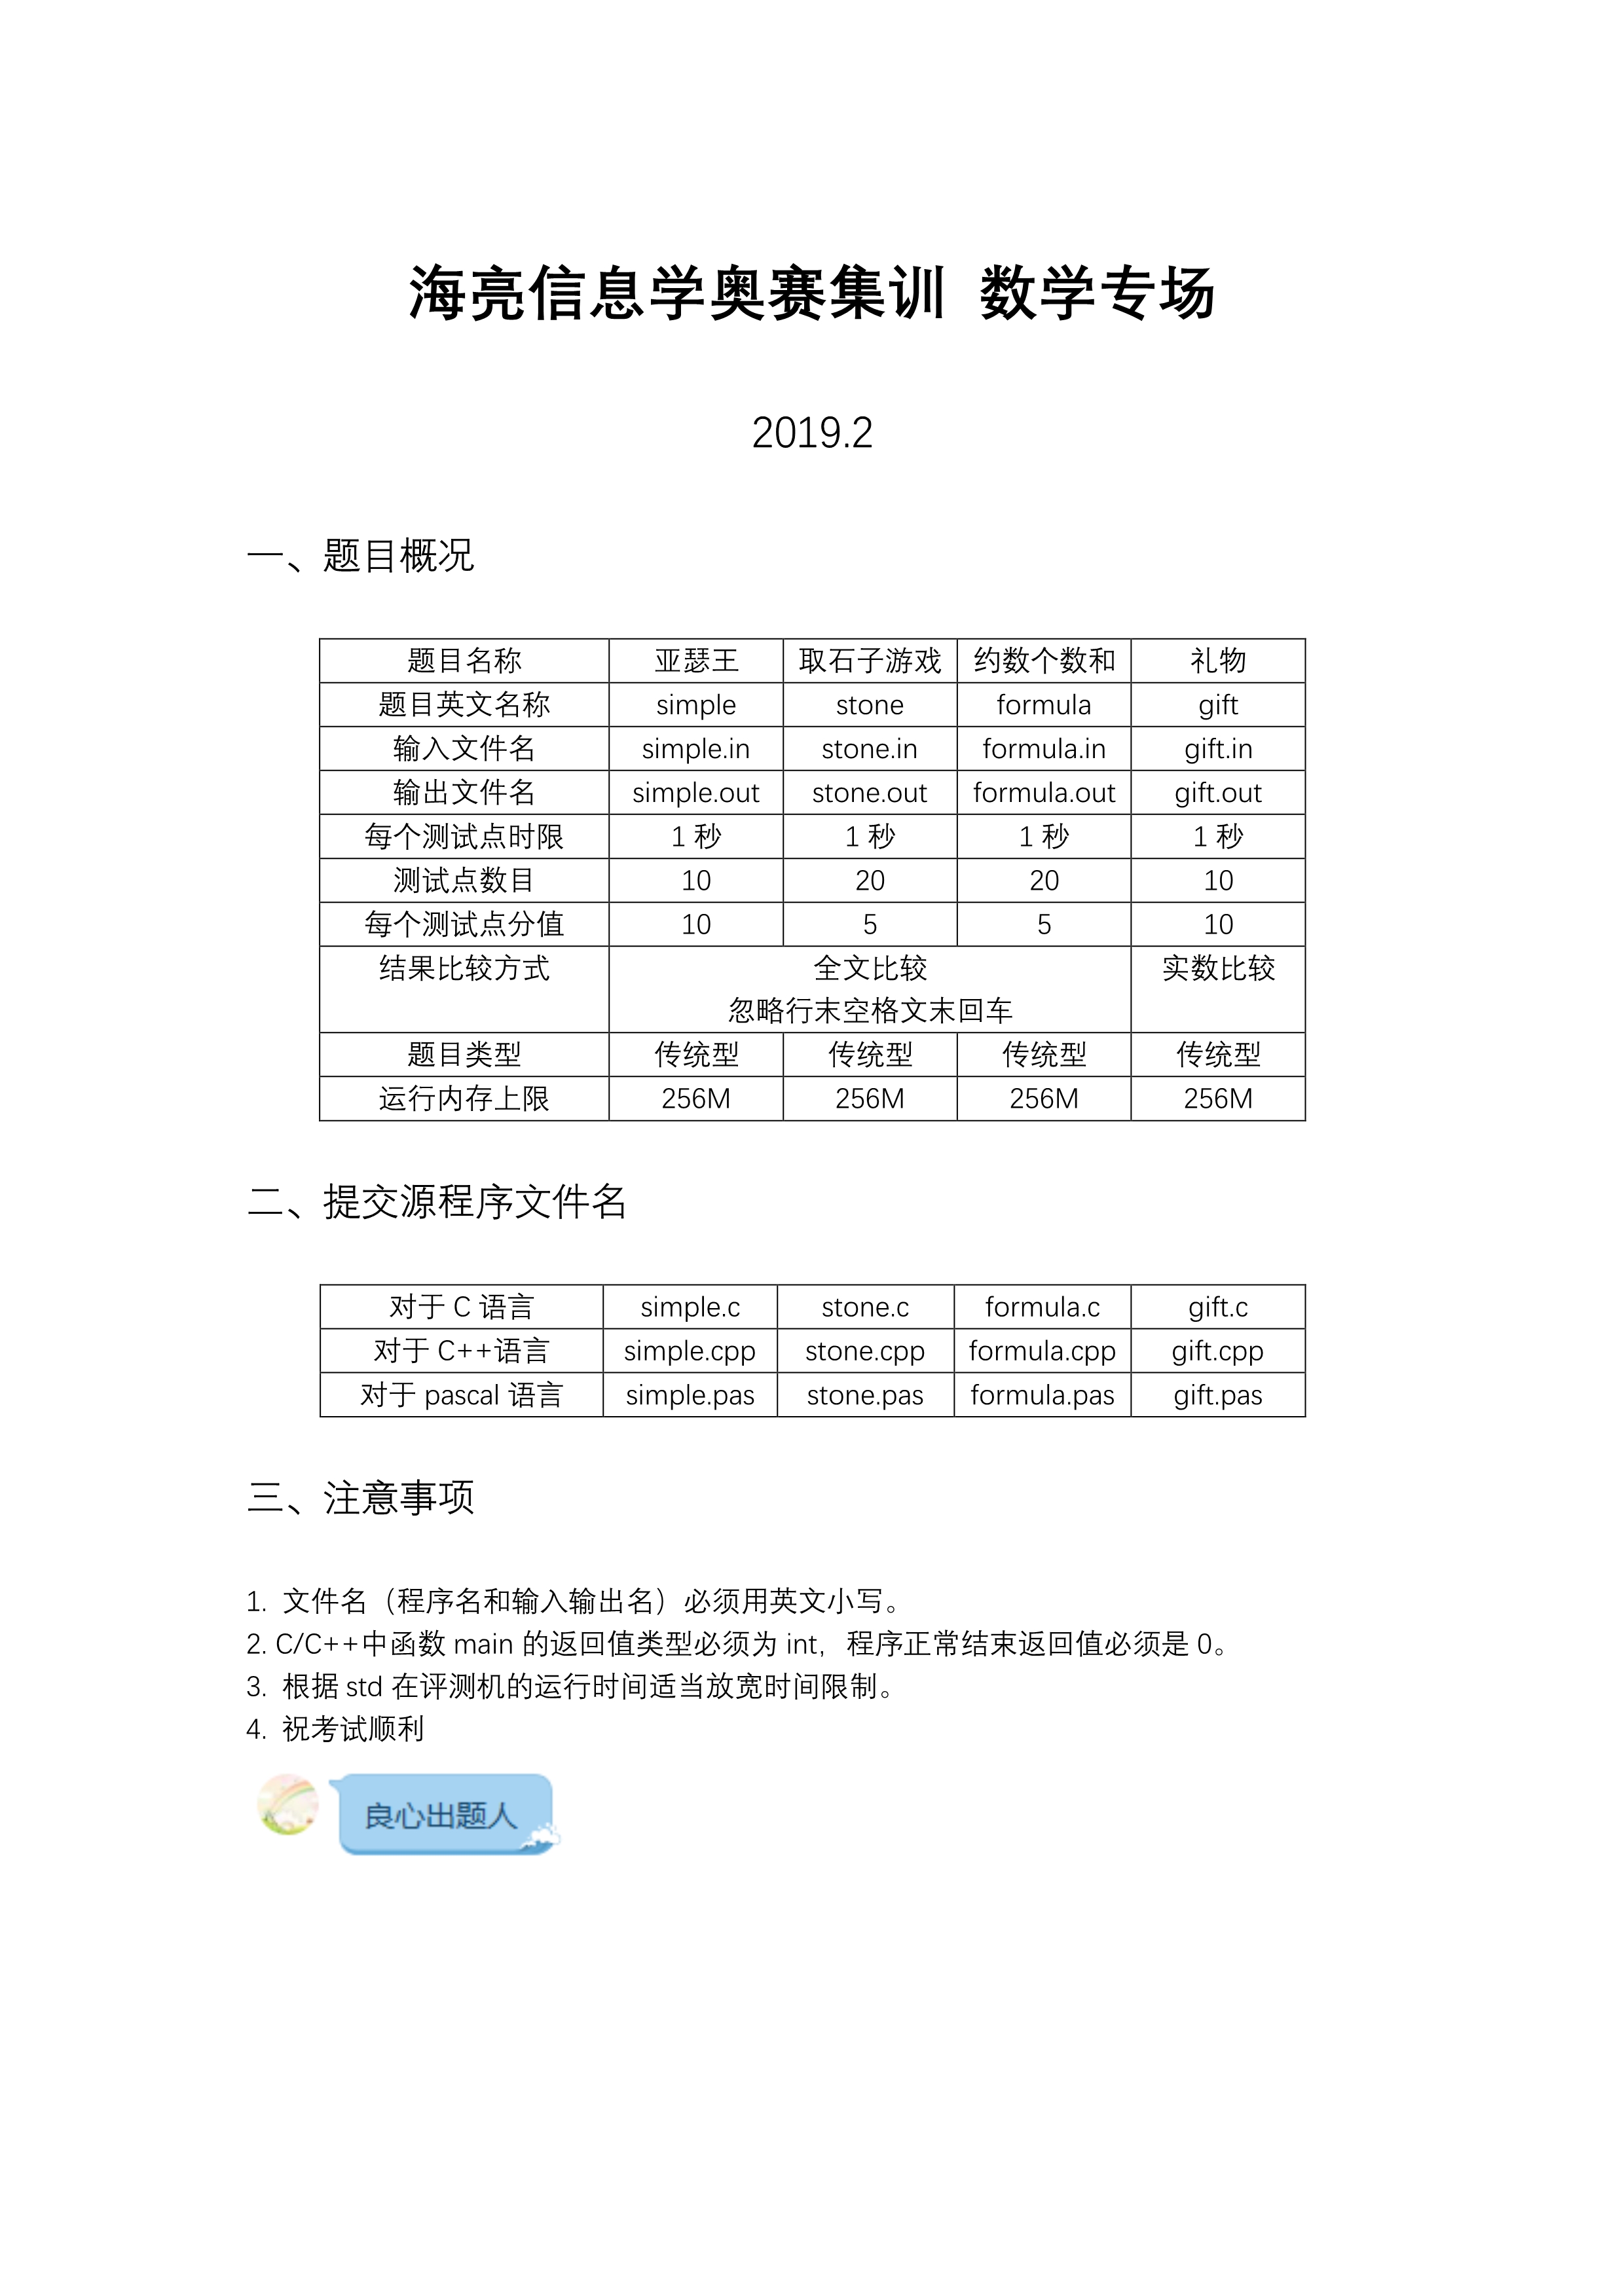 海亮信息学奥赛集训 数学专场
2019.2
一、题目概况
题目名称 亚瑟王 取石子游戏 约数个数和 礼物
题目英文名称 simple stone formula gift
输入文件名 simple.in stone.in formula.in gift.in
输出文件名 simple.out stone.out formula.out gift.out
每个测试点时限 1 秒 1 秒 1 秒 1 秒
测试点数目 10 20 20 10
每个测试点分值 10 5 5 10
结果比较方式 全文比较 实数比较
忽略行末空格文末回车
题目类型 传统型 传统型 传统型 传统型
运行内存上限 256M 256M 256M 256M
二、提交源程序文件名
对于 C 语言 simple.c stone.c formula.c gift.c
对于 C++语言 simple.cpp stone.cpp formula.cpp gift.cpp
对于 pascal 语言 simple.pas stone.pas formula.pas gift.pas
三、注意事项
1. 文件名（程序名和输入输出名）必须用英文小写。
2. C/C++中函数 main 的返回值类型必须为 int，程序正常结束返回值必须是 0。
3. 根据 std 在评测机的运行时间适当放宽时间限制。
4. 祝考试顺利
良心出题人